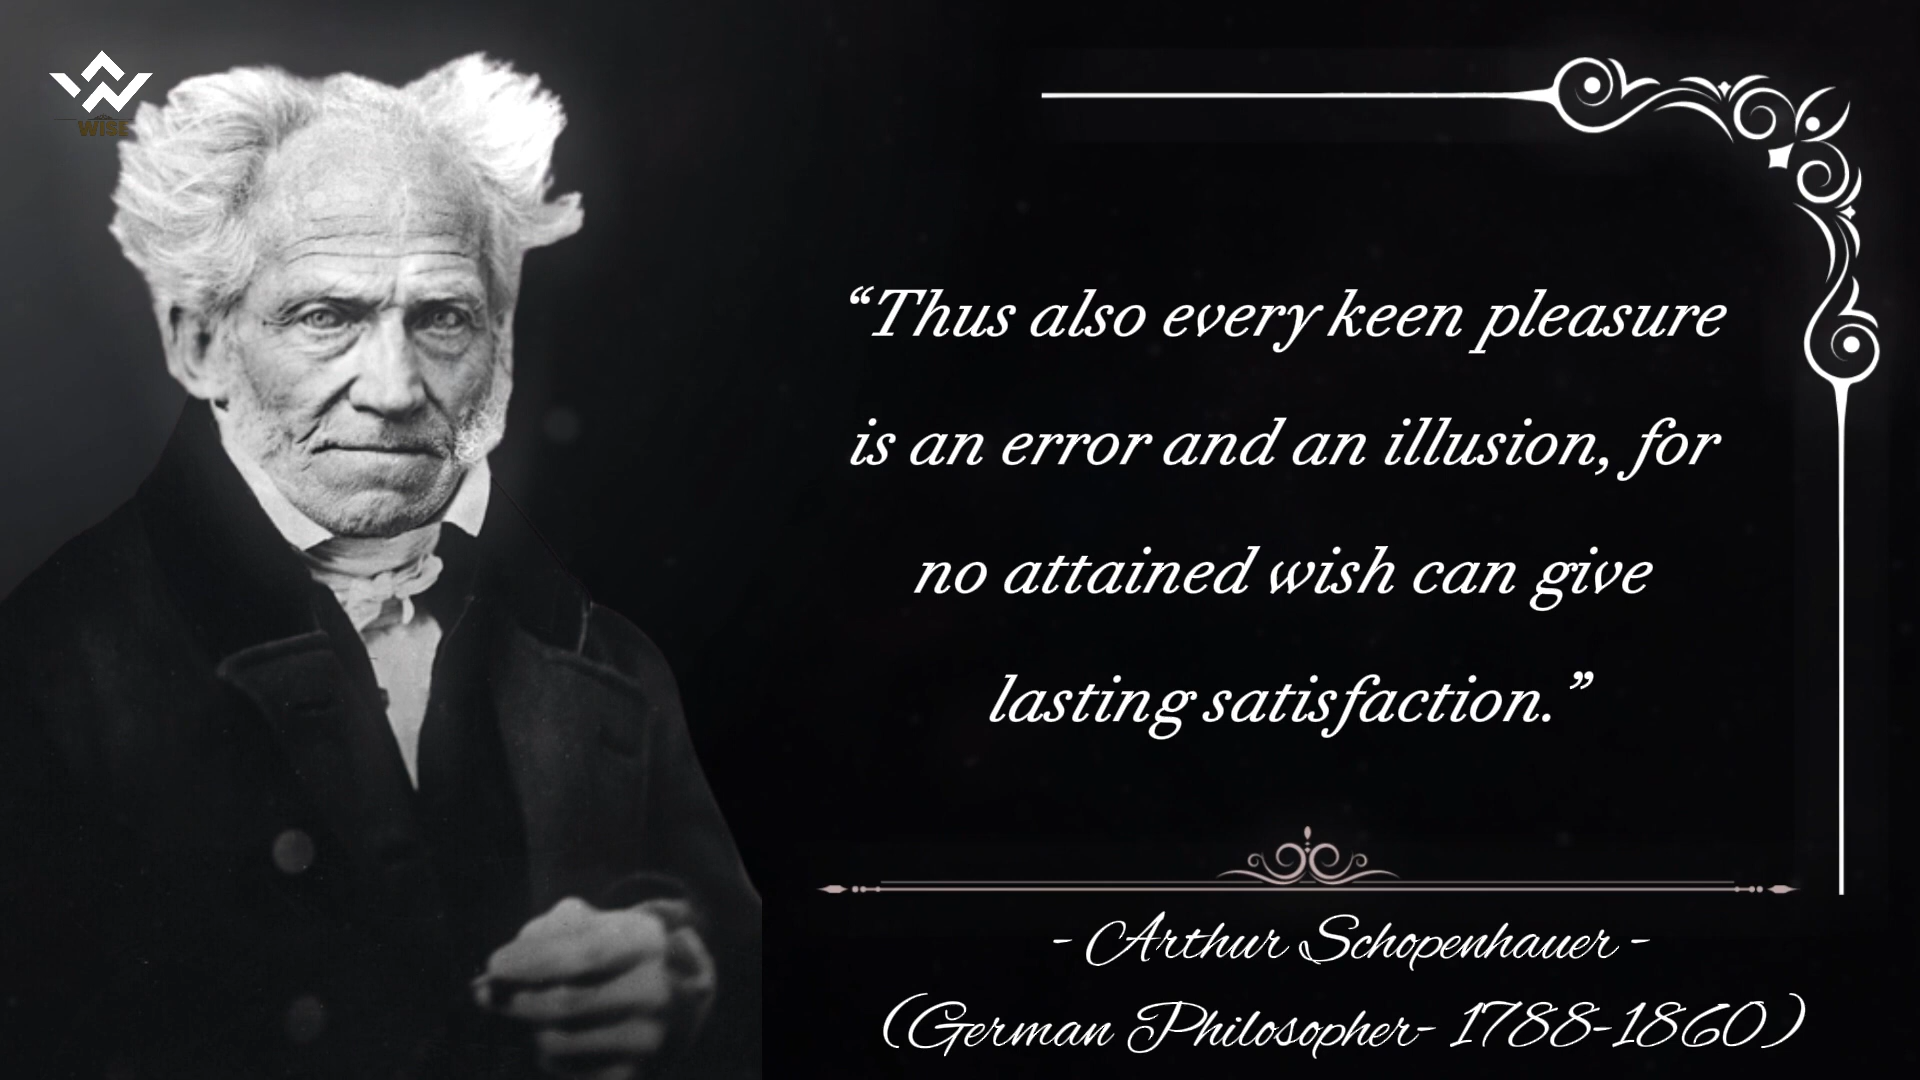 WISE
“Thus also every keen pleasure
is an error and an illusion, for
no attained wish can give
lasting satisfaction.”
- Arthur Schopenhauer -
(German Philosopher- 1788-1860)